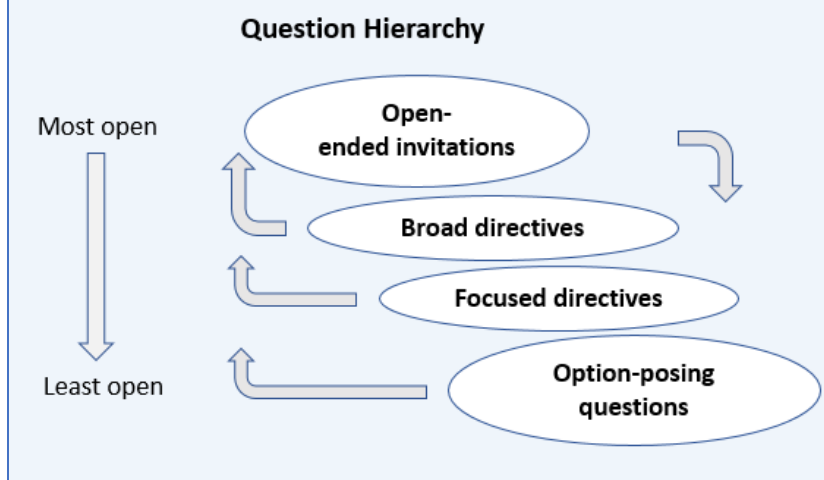 Question Hierarchy
Most open
Open-
ended invitations
Broad directives
Focused directives
Least open
Option-posing
questions